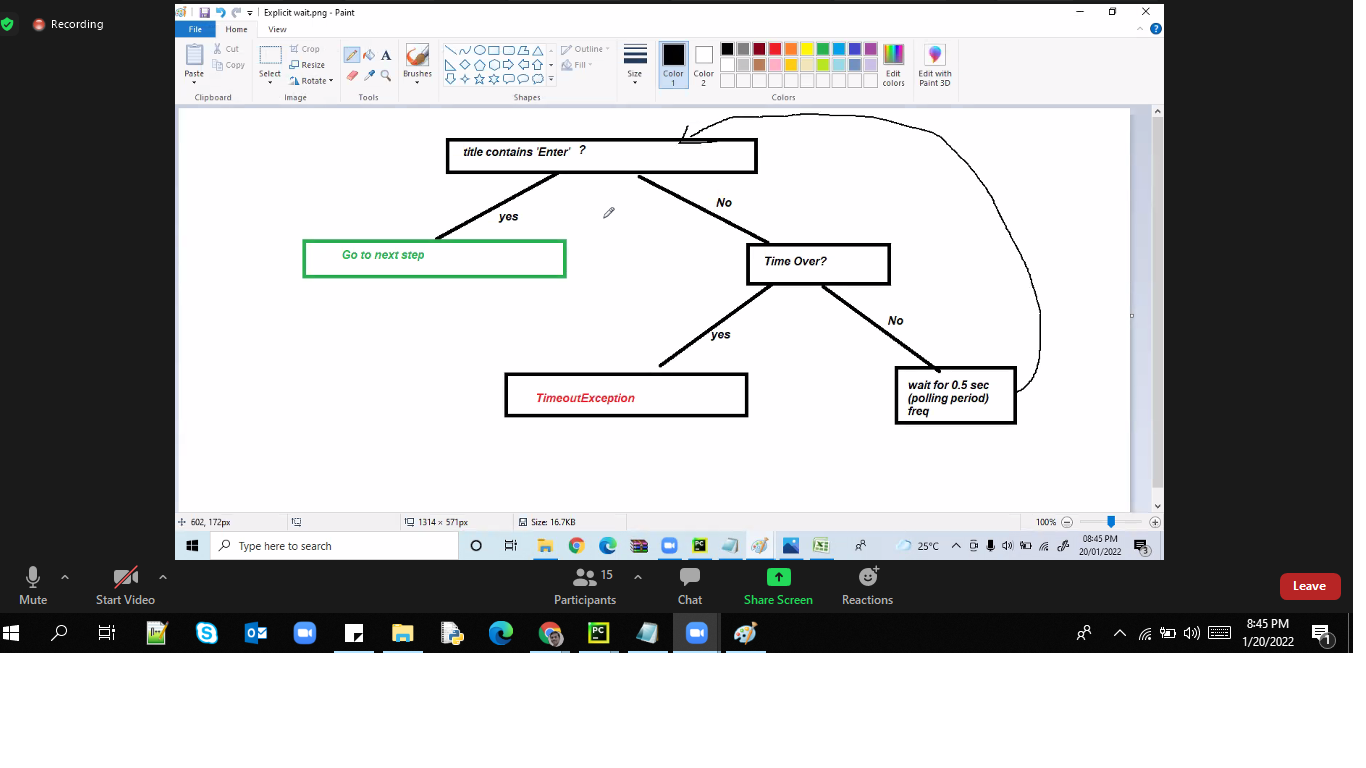 Recording
Explicit wait.png - Paint
File
Home
View
Paste
Cut
Copy
Clipboard
Select
Crop
Resize
Rotate
Image
A
Tools
Brushes
Shapes
Outline
Fill
Size
Color
1
Color
2
Colors
Edit
colors
Edit with
Paint 3D
title contains 'Enter' ?
yes
No
Go to next step
Time Over?
yes
No
TimeoutException
wait for 0.5 sec
(polling period)
freq
602, 172px
1314 × 571px
Size: 16.7KB
100%
Type here to search
PC
25°C
08:45 PM
20/01/2022
3
Mute
Start Video
15
Participants
Chat
Share Screen
Reactions
Leave
PC
8:45 PM
1/20/2022
1